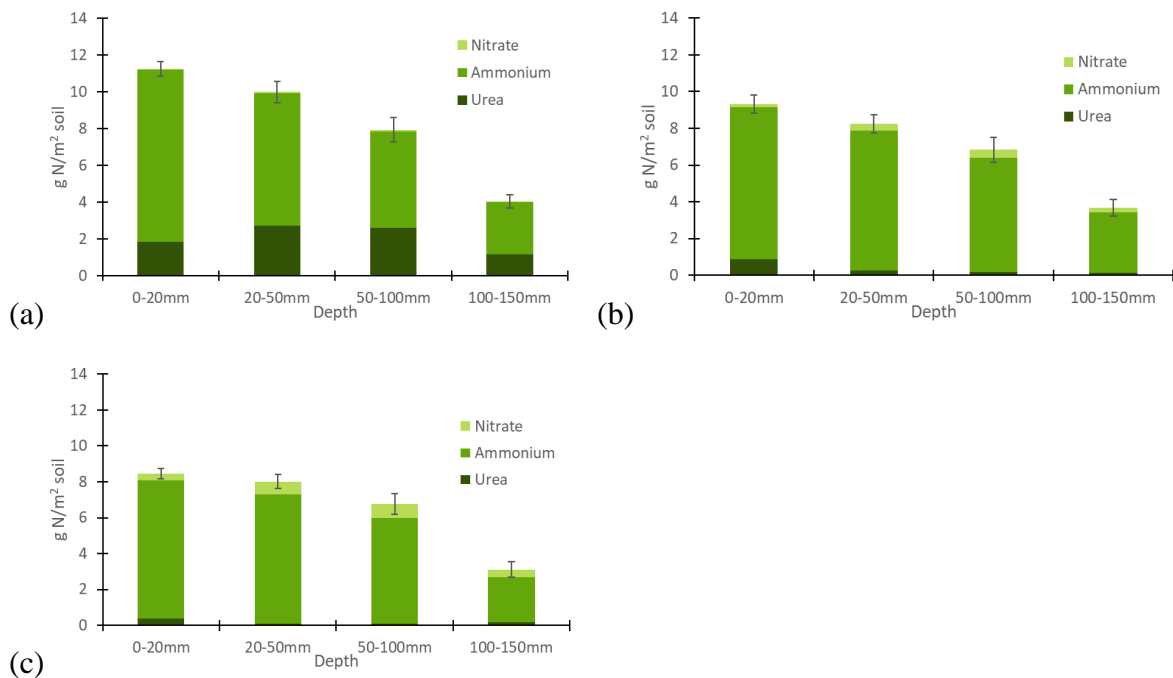 14
12
10
8
6
4
2
0
g N/m² soil
Nitrate
Ammonium
Urea
0-20mm 20-50mm 50-100mm 100-150mm
Depth
(a)
14
12
10
8
6
4
2
0
g N/m² soil
Nitrate
Ammonium
Urea
0-20mm 20-50mm 50-100mm 100-150mm
Depth
(b)
14
12
10
8
6
4
2
0
g N/m² soil
Nitrate
Ammonium
Urea
0-20mm 20-50mm 50-100mm 100-150mm
Depth
(c)